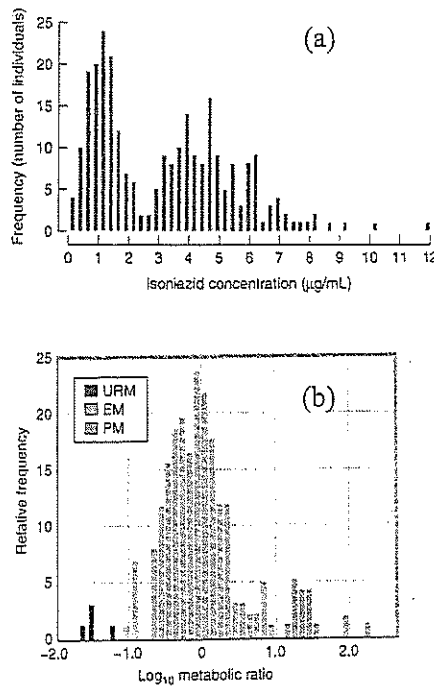 (a)
25
20
15
10
5
0
Frequency (number of individuals)
0 1 2 3 4 5 6 7 8 9 10 11 12
Isoniazid concentration (μg/mL)
(b)
25
20
15
10
5
0
Relative frequency
URM
EM
PM
-2.0 -1.0 0 1.0 2.0
Log10 metabolic ratio